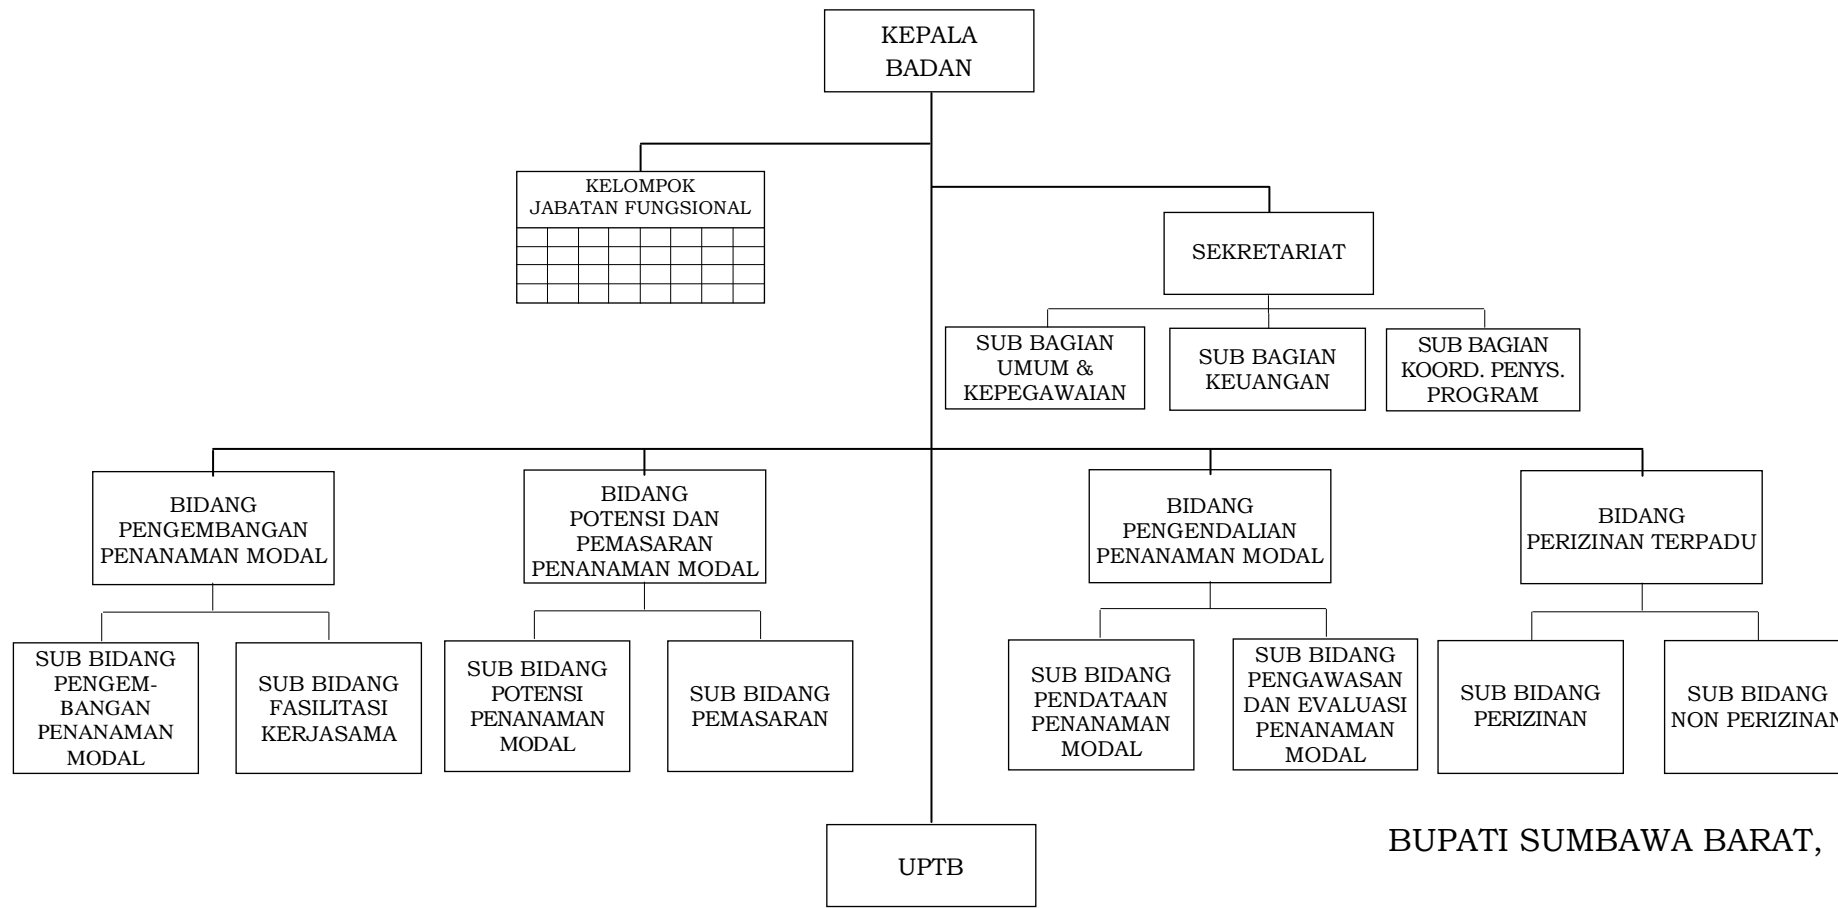 KEPALA
BADAN
KELOMPOK
JABATAN FUNGSIONAL
SEKRETARIAT
SUB BAGIAN
UMUM &
KEPEGAWAIAN
SUB BAGIAN
KEUANGAN
SUB BAGIAN
KOORD. PENYS.
PROGRAM
BIDANG
PENGEMBANGAN
PENANAMAN MODAL
BIDANG
POTENSI DAN
PEMASARAN
PENANAMAN MODAL
BIDANG
PENGENDALIAN
PENANAMAN MODAL
BIDANG
PERIZINAN TERPADU
SUB BIDANG
PENGEM-
BANGAN
PENANAMAN
MODAL
SUB BIDANG
FASILITASI
KERJASAMA
SUB BIDANG
POTENSI
PENANAMAN
MODAL
SUB BIDANG
PEMASARAN
SUB BIDANG
PENDATAAN
PENANAMAN
MODAL
SUB BIDANG
PENGAWASAN
DAN EVALUASI
PENANAMAN
MODAL
SUB BIDANG
PERIZINAN
SUB BIDANG
NON PERIZINAN
UPTB
BUPATI SUMBAWA BARAT,